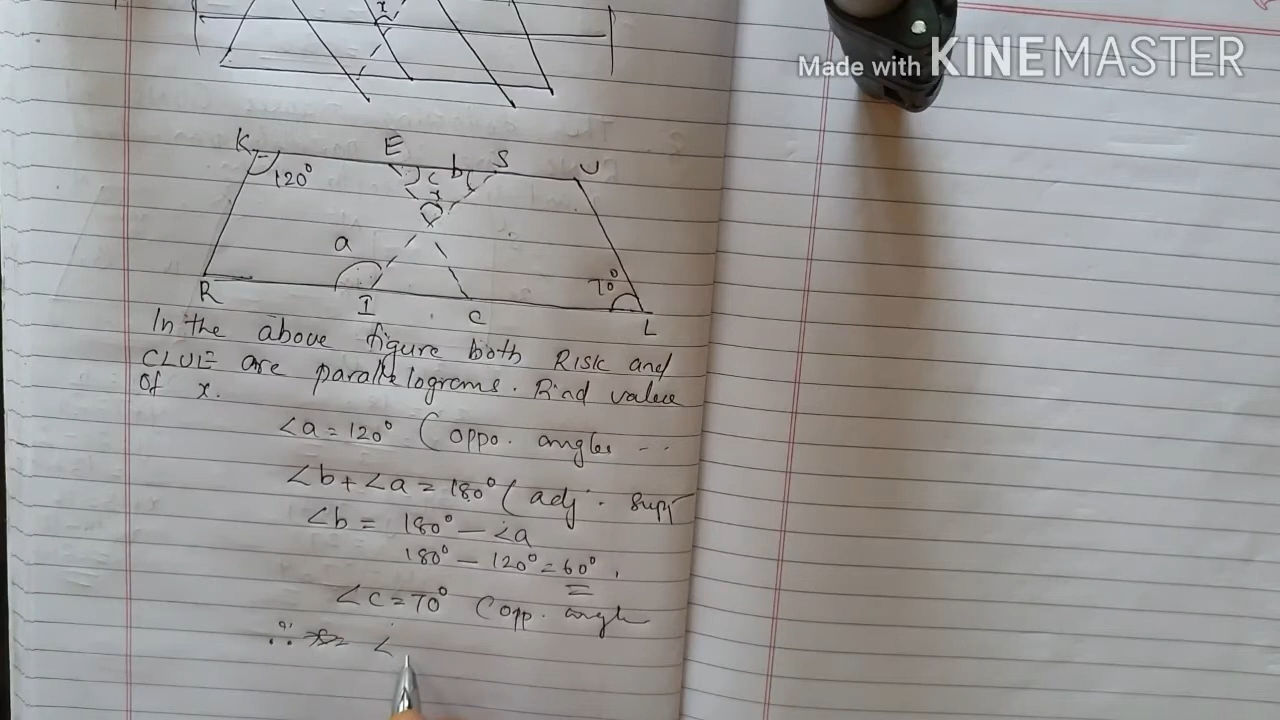 x
Made with KINEMASTER
K E b S U
120° c
x
a
70°
R I C L
In the above figure both RISK and
CLUE are parallelograms. Find value
of x.
∠a = 120° (oppo. angles ...
∠b + ∠a = 180° (adj. supp
∠b = 180° - ∠a
180° - 120° = 60°.
∠c = 70° (opp. angle
∴ ∠